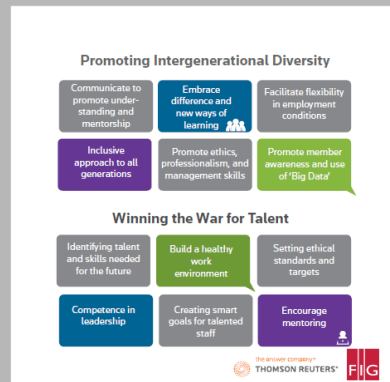 Promoting Intergenerational Diversity
Communicate to
promote under-
standing and
mentorship
Embrace
difference and
new ways of
learning
Facilitate flexibility
in employment
conditions
Inclusive
approach to all
generations
Promote ethics,
professionalism, and
management skills
Promote member
awareness and use
of 'Big Data'
Winning the War for Talent
Identifying talent
and skills needed
for the future
Build a healthy
work
environment
Setting ethical
standards and
targets
Competence in
leadership
Creating smart
goals for talented
staff
Encourage
mentoring
the answer company™
THOMSON REUTERS®
FIG